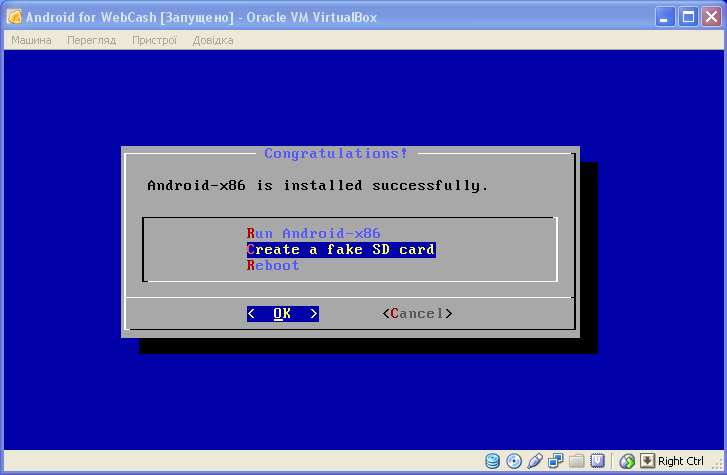 Android for WebCash [Запущено] - Oracle VM VirtualBox
Машина Перегляд Пристрої Довідка
Congratulations!
Android-x86 is installed successfully.
Run Android-x86
Create a fake SD card
Reboot
< OK > <Cancel>
Right Ctrl